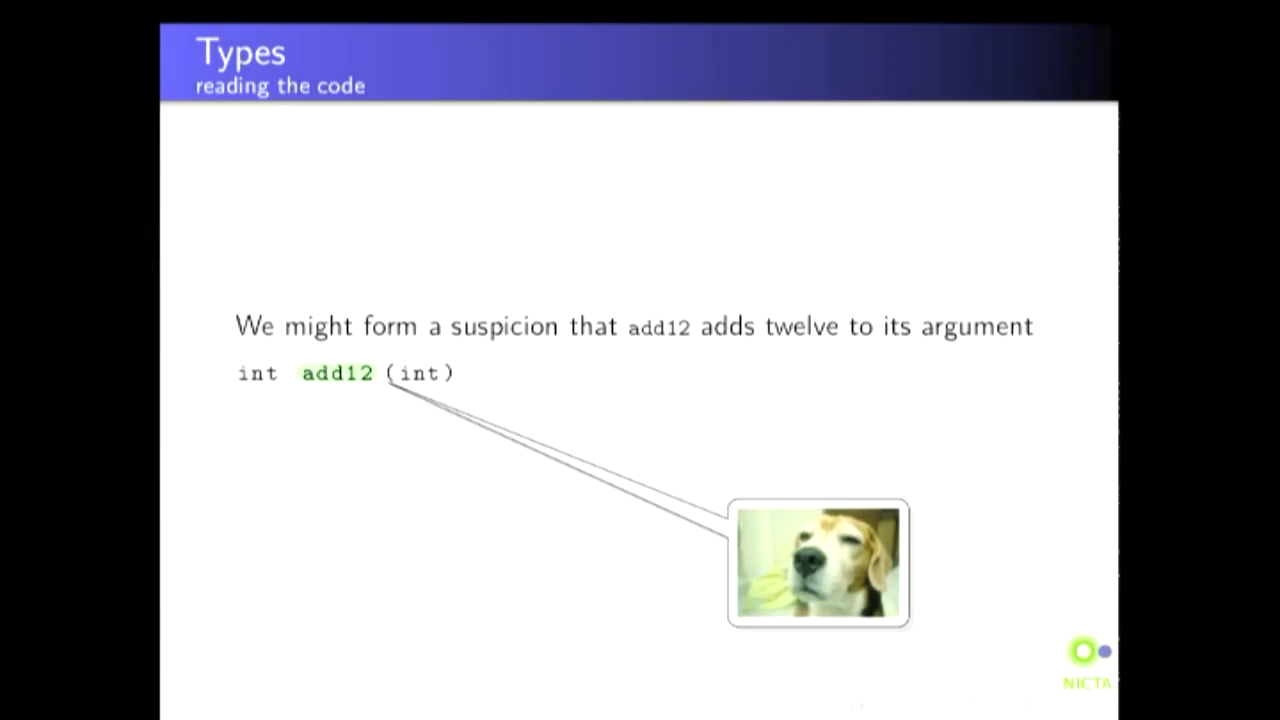 Types
reading the code
We might form a suspicion that add12 adds twelve to its argument
int add12 (int)
NICTA